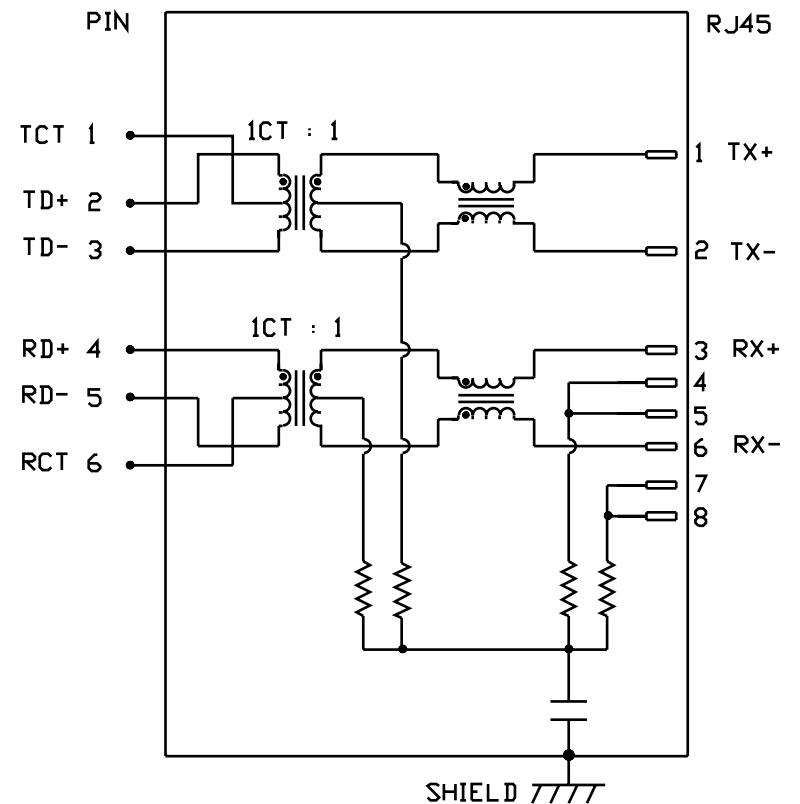 PIN RJ45
1CT : 1
TCT 1
1 TX+
TD+ 2
TD- 3
2 TX-
1CT : 1
RD+ 4
3 RX+
4
RD- 5
5
6 RX-
RCT 6
7
8
SHIELD